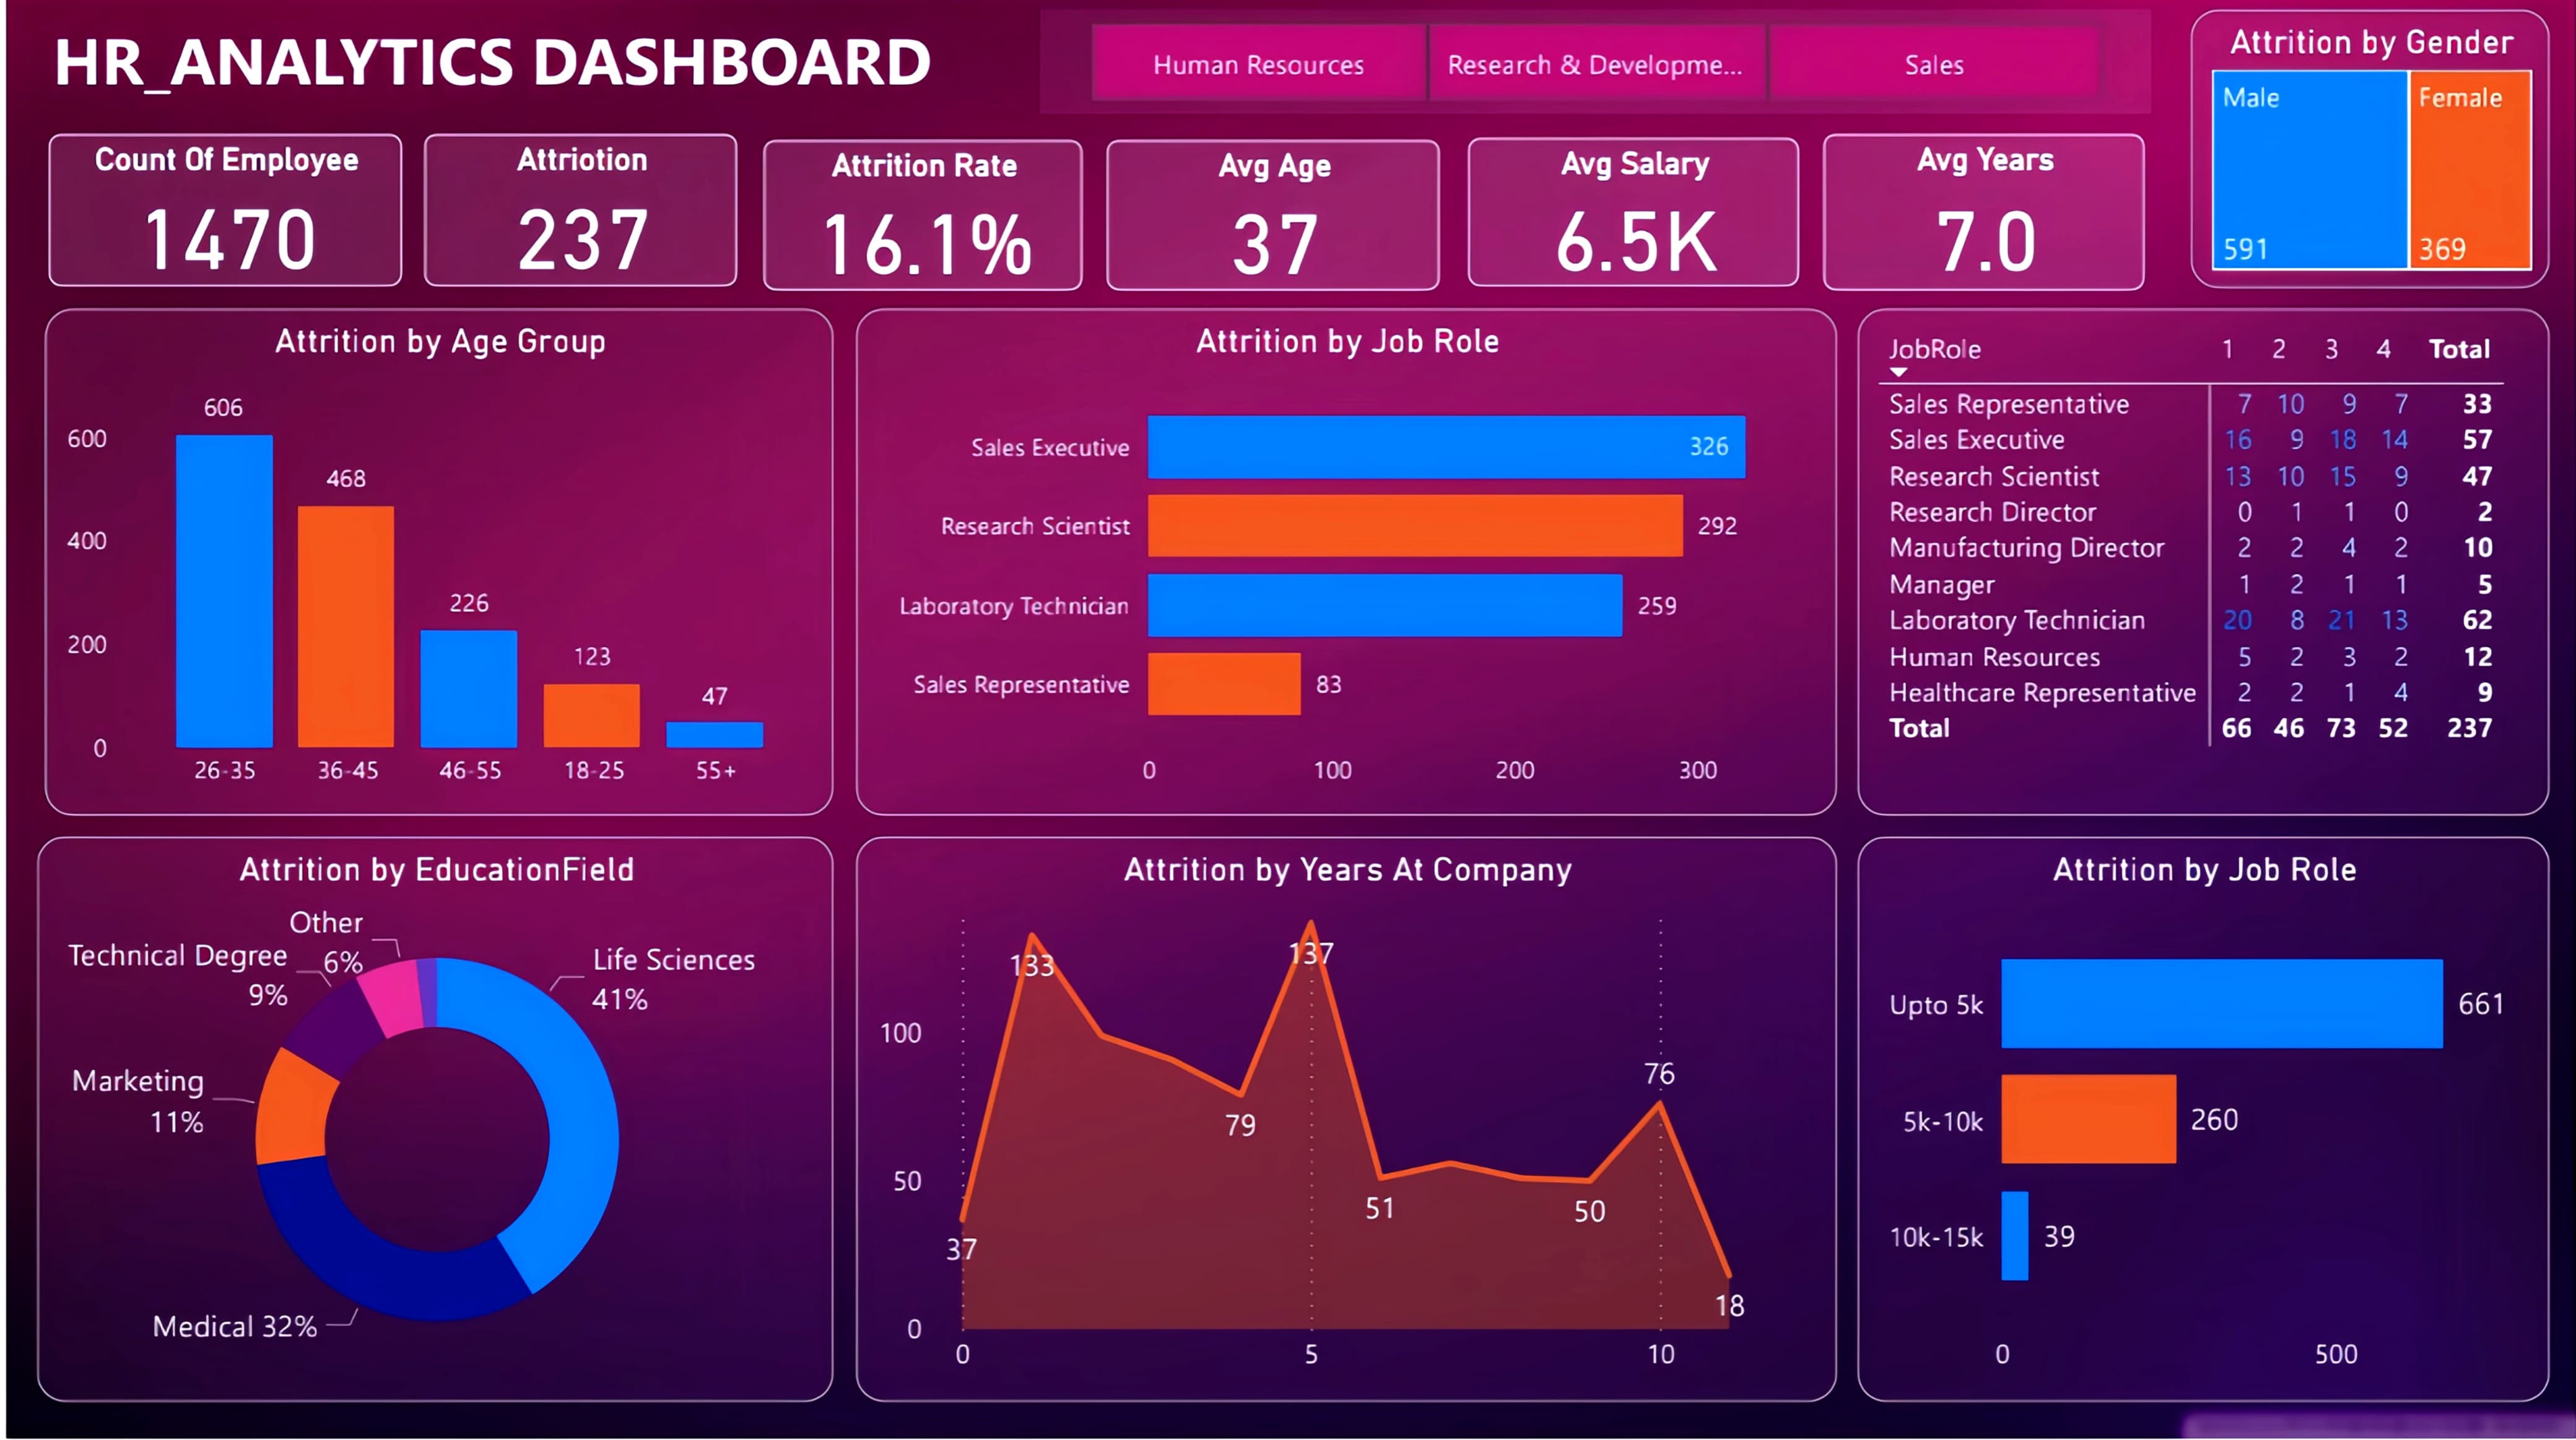 HR_ANALYTICS DASHBOARD
Human Resources
Research & Developme...
Sales
Attrition by Gender
Male
Female
591
369
Count Of Employee
1470
Attriotion
237
Attrition Rate
16.1%
Avg Age
37
Avg Salary
6.5K
Avg Years
7.0
Attrition by Age Group
600
400
200
0
606
468
226
123
47
26-35
36-45
46-55
18-25
55+
Attrition by Job Role
Sales Executive 326
Research Scientist 292
Laboratory Technician 259
Sales Representative 83
0 100 200 300
JobRole 1 2 3 4 Total
Sales Representative 7 10 9 7 33
Sales Executive 16 9 18 14 57
Research Scientist 13 10 15 9 47
Research Director 0 1 1 0 2
Manufacturing Director 2 2 4 2 10
Manager 1 2 1 1 5
Laboratory Technician 20 8 21 13 62
Human Resources 5 2 3 2 12
Healthcare Representative 2 2 1 4 9
Total 66 46 73 52 237
Attrition by EducationField
Other
6%
Technical Degree
9%
Life Sciences
41%
Marketing
11%
Medical 32%
Attrition by Years At Company
100
50
0
37
133
79
137
51
50
76
18
0 5 10
Attrition by Job Role
Upto 5k 661
5k-10k 260
10k-15k 39
0 500